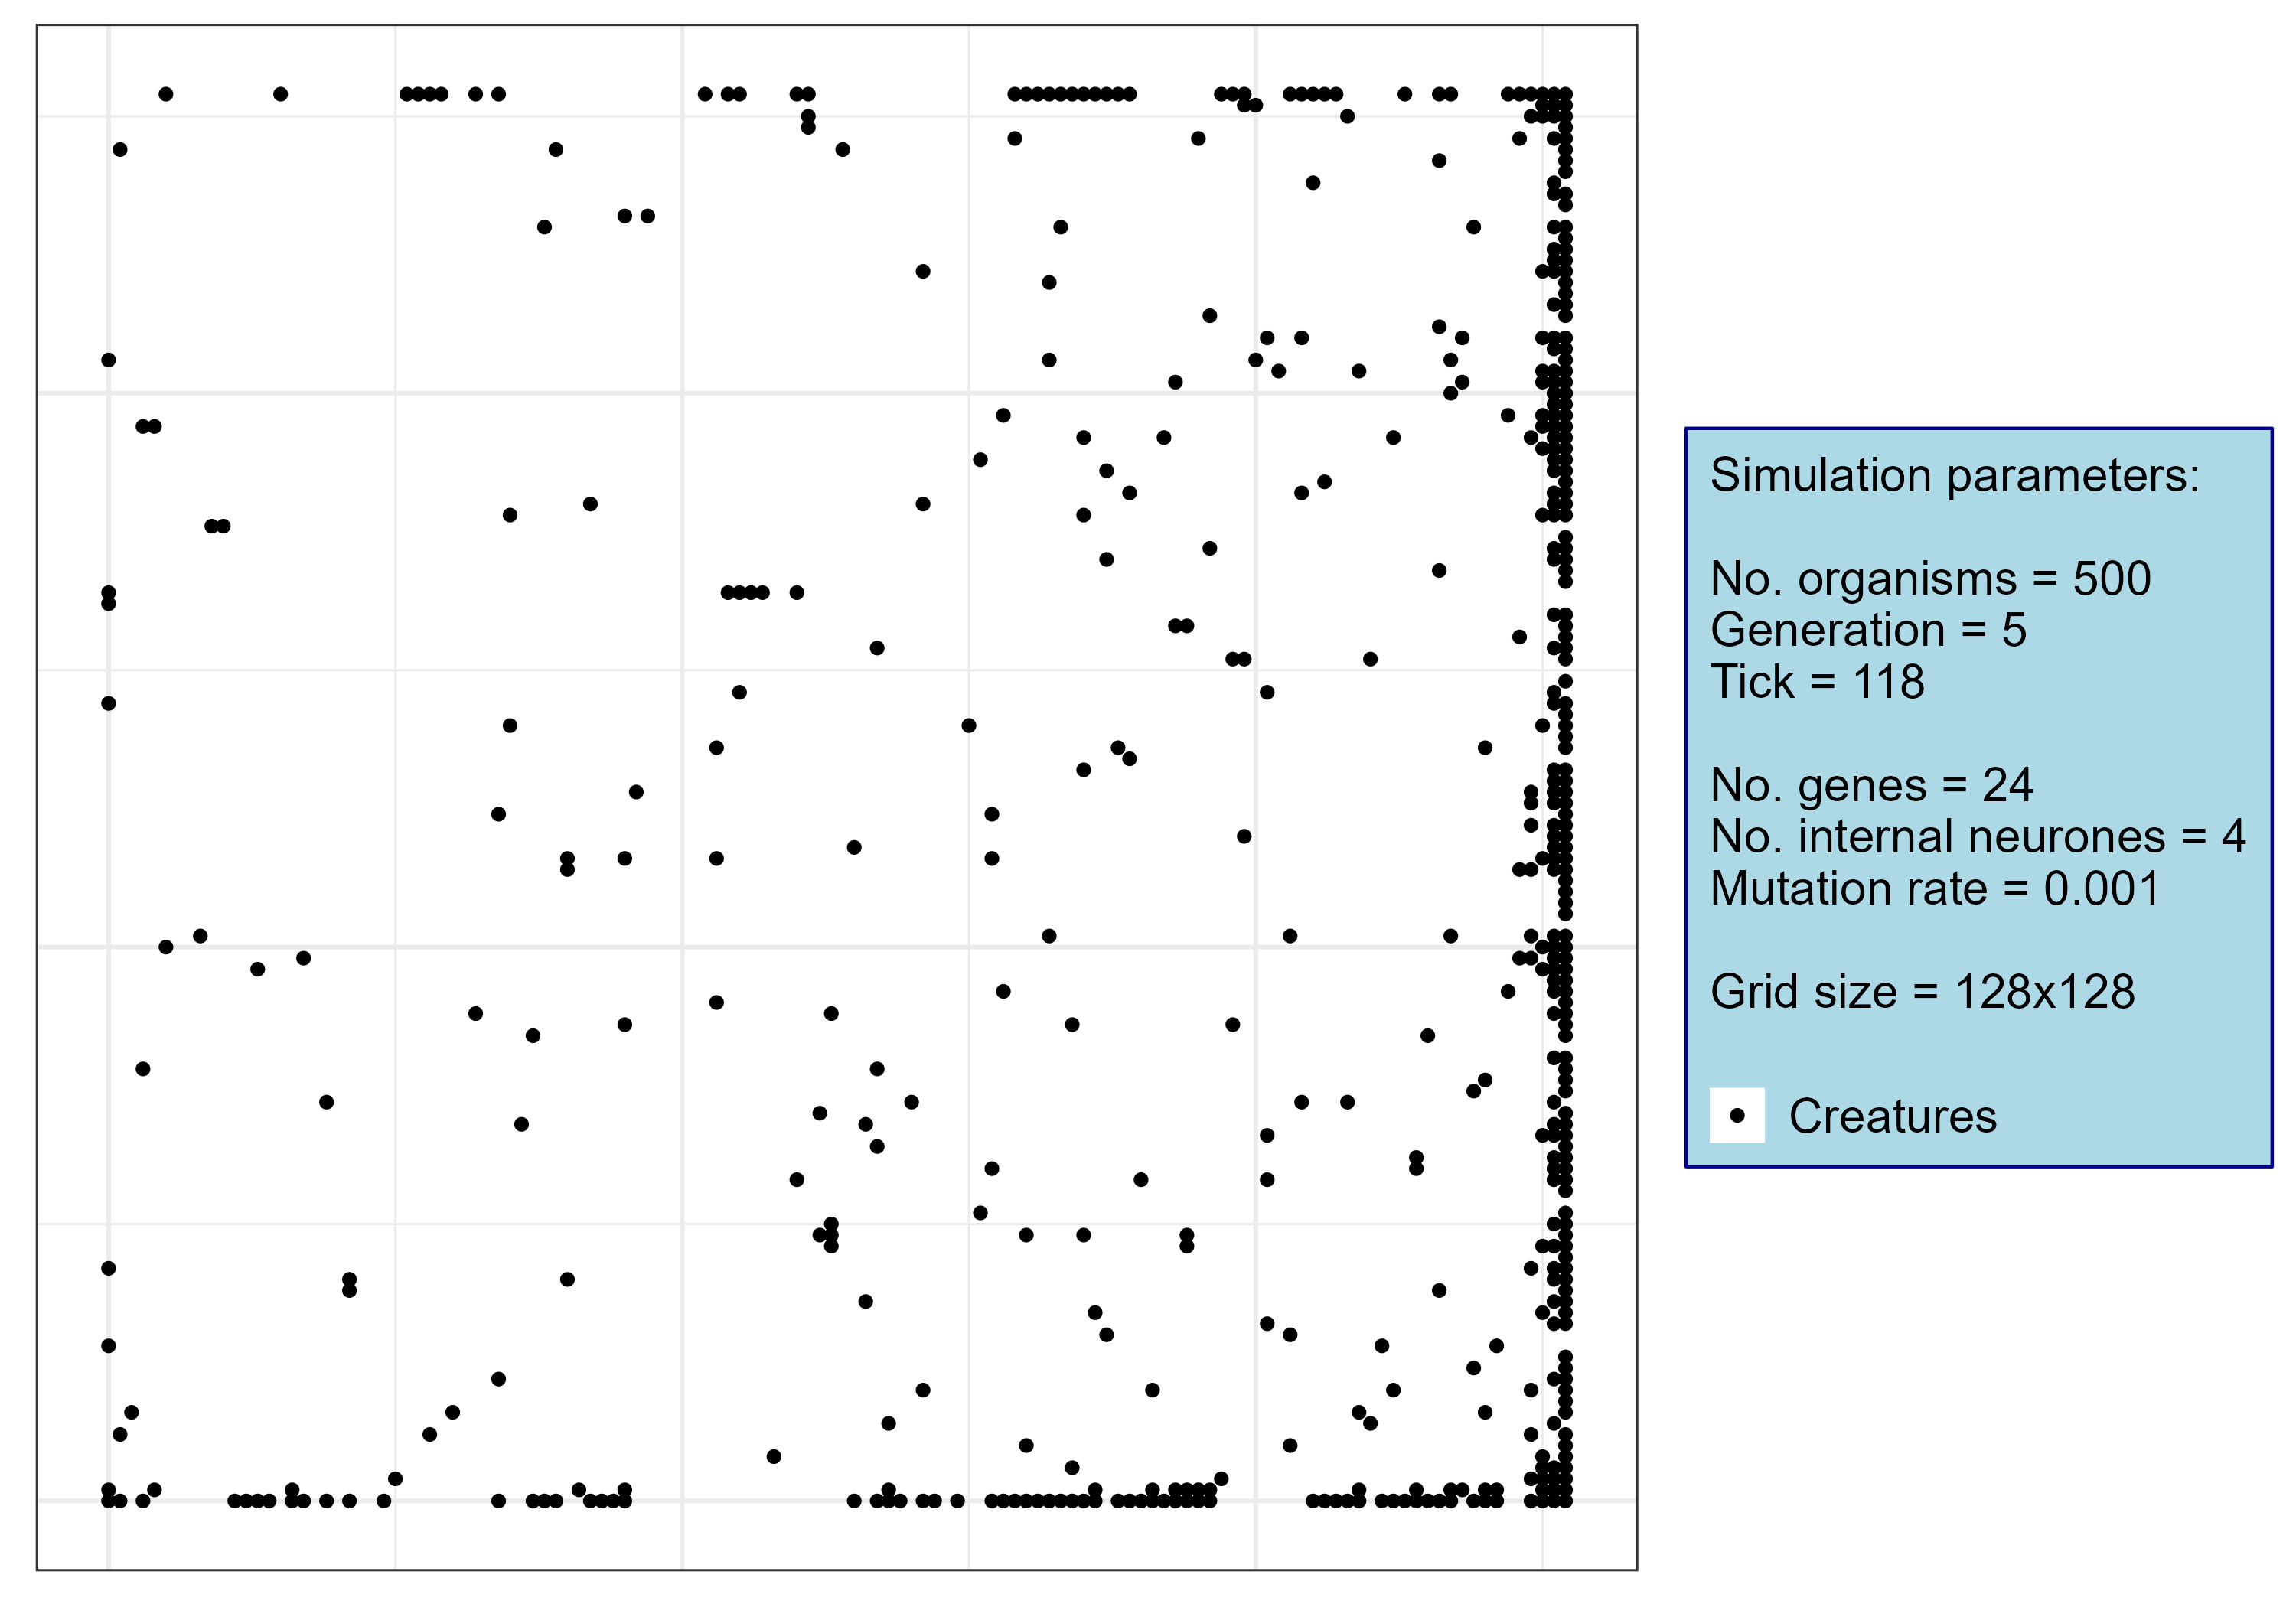 Simulation parameters:
No. organisms = 500
Generation = 5
Tick = 118
No. genes = 24
No. internal neurones = 4
Mutation rate = 0.001
Grid size = 128x128
Creatures